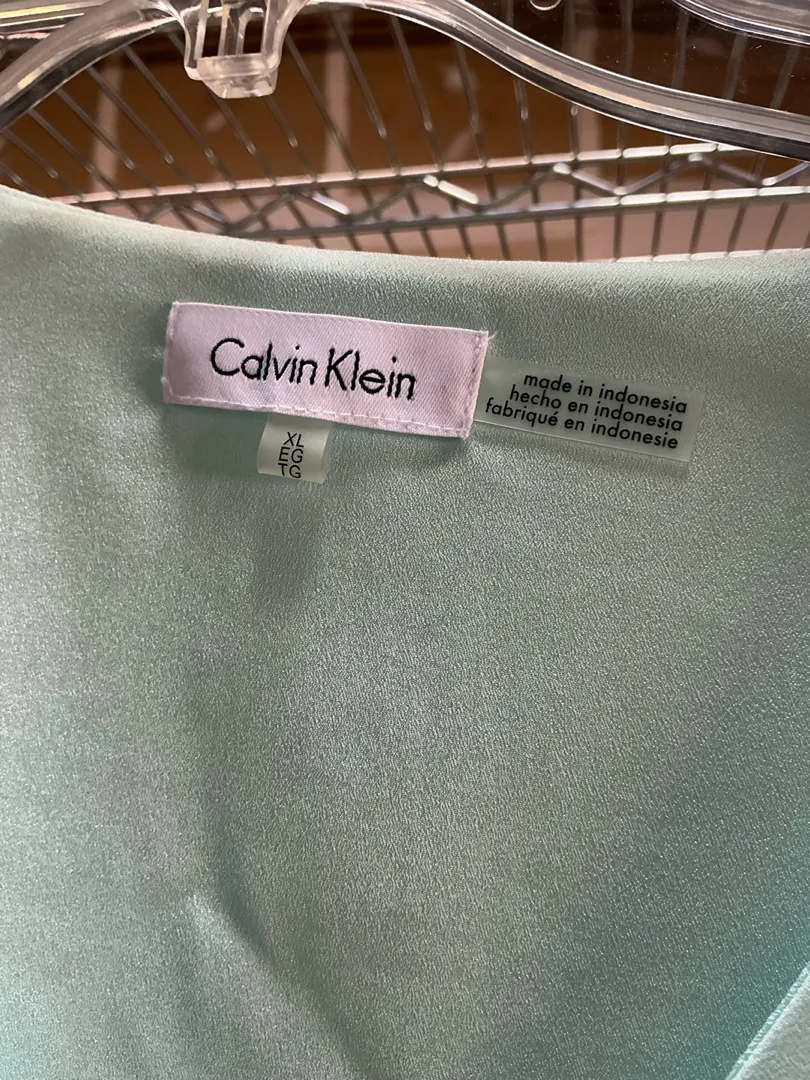 Calvin Klein
XL
EG
TG
made in indonesia
hecho en indonesia
fabriqué en indonesie